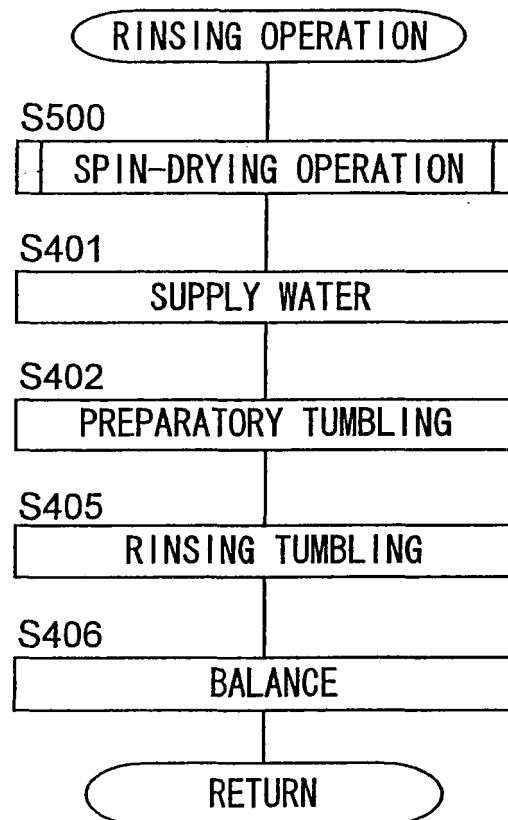 RINSING OPERATION
S500
SPIN-DRYING OPERATION
S401
SUPPLY WATER
S402
PREPARATORY TUMBLING
S405
RINSING TUMBLING
S406
BALANCE
RETURN